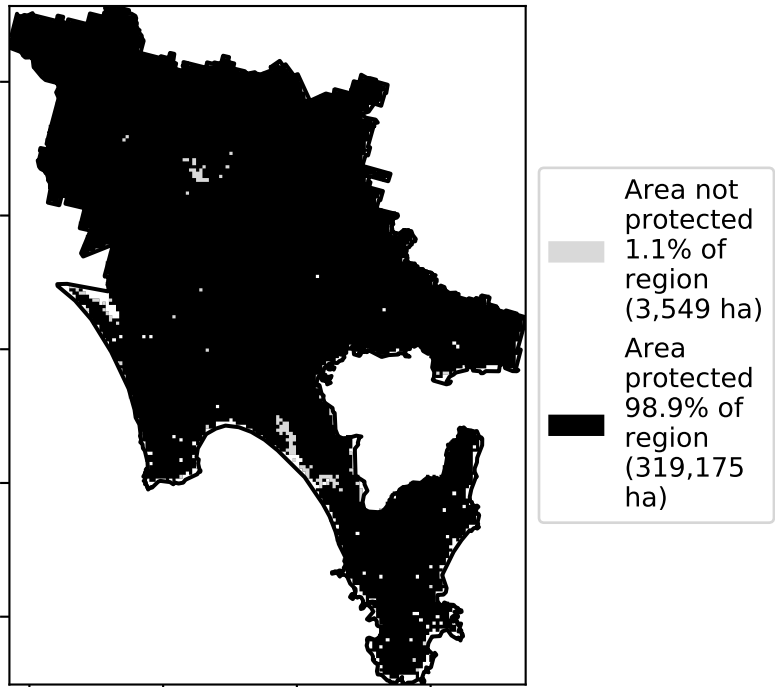 Area not
protected
1.1% of
region
(3,549 ha)
Area
protected
98.9% of
region
(319,175
ha)